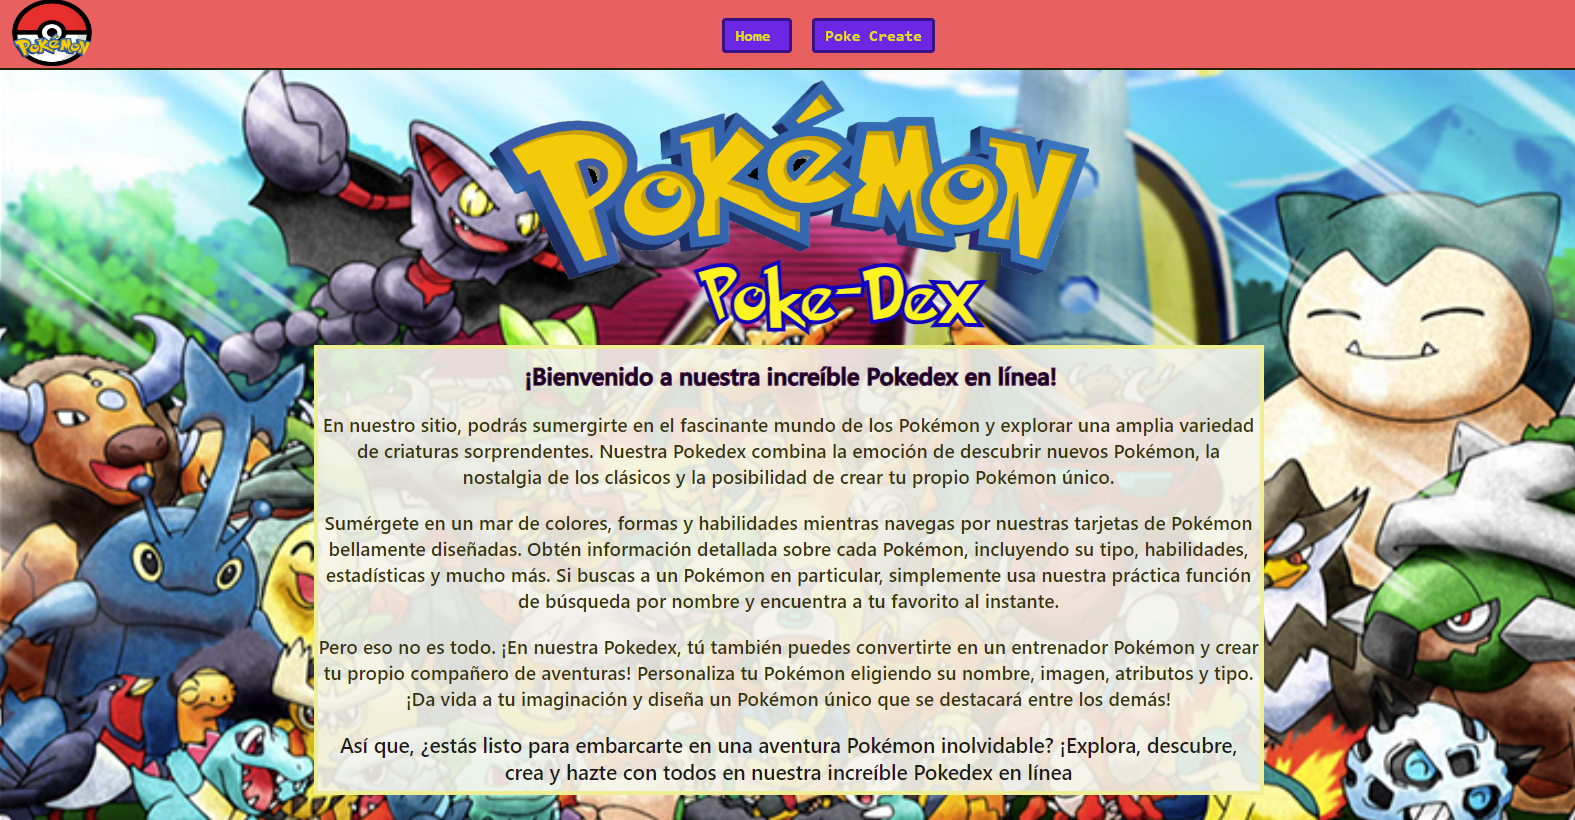 Pokémon
Home
Poke Create
Pokémon
Poke-Dex
¡Bienvenido a nuestra increíble Pokedex en línea!
En nuestro sitio, podrás sumergirte en el fascinante mundo de los Pokémon y explorar una amplia variedad
de criaturas sorprendentes. Nuestra Pokedex combina la emoción de descubrir nuevos Pokémon, la
nostalgia de los clásicos y la posibilidad de crear tu propio Pokémon único.
Sumérgete en un mar de colores, formas y habilidades mientras navegas por nuestras tarjetas de Pokémon
bellamente diseñadas. Obtén información detallada sobre cada Pokémon, incluyendo su tipo, habilidades,
estadísticas y mucho más. Si buscas a un Pokémon en particular, simplemente usa nuestra práctica función
de búsqueda por nombre y encuentra a tu favorito al instante.
Pero eso no es todo. ¡En nuestra Pokedex, tú también puedes convertirte en un entrenador Pokémon y crear
tu propio compañero de aventuras! Personaliza tu Pokémon eligiendo su nombre, imagen, atributos y tipo.
¡Da vida a tu imaginación y diseña un Pokémon único que se destacará entre los demás!
Así que, ¿estás listo para embarcarte en una aventura Pokémon inolvidable? ¡Explora, descubre,
crea y hazte con todos en nuestra increíble Pokedex en línea